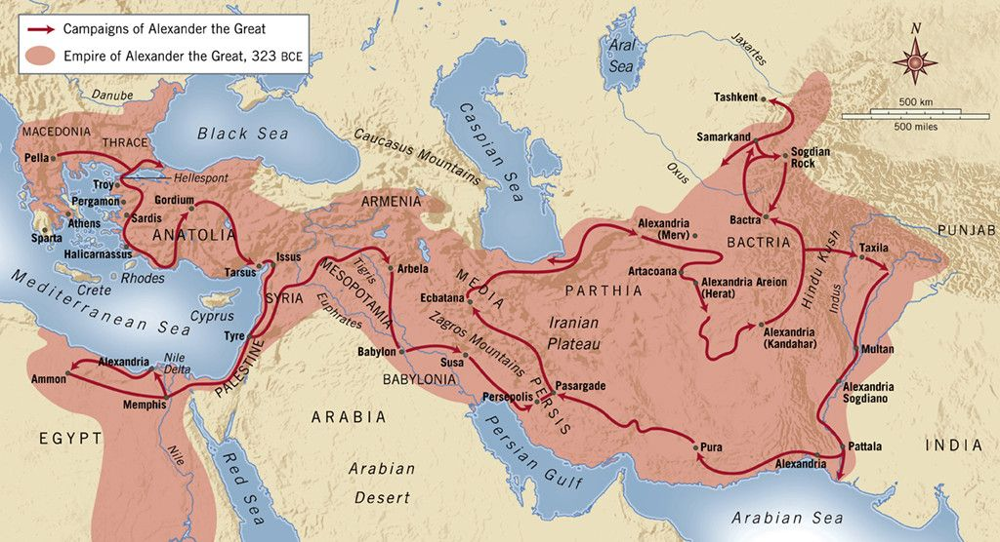 Campaigns of Alexander the Great
Empire of Alexander the Great, 323 BCE
N
500 km
500 miles
Aral
Sea
Jaxartes
Danube
MACEDONIA
THRACE
Black Sea
Pella
Hellespont
Troy
Pergamon
Gordium
Sardis
Athens
ANATOLIA
Sparta
Halicarnassus
Rhodes
Crete
Tarsus
Issus
Mediterranean Sea
Cyprus
SYRIA
Tyre
PALESTINE
Caucasus Mountains
ARMENIA
Caspian Sea
Tigris
MESOPOTAMIA
Euphrates
Arbela
MEDIA
Ecbatana
Zagros Mountains
Babylon
Susa
BABYLONIA
Persepolis
PERSIS
Pasargade
PARTHIA
Iranian
Plateau
Tashkent
Samarkand
Sogdian
Rock
Oxus
Bactra
BACTRIA
Alexandria
(Merv)
Artacoana
Alexandria Areion
(Herat)
Alexandria
(Kandahar)
Hindu Kush
Taxila
PUNJAB
Indus
Multan
Alexandria
Sogdiano
Pattala
Alexandria
Pura
INDIA
Arabian Sea
Persian Gulf
ARABIA
Arabian
Desert
Red Sea
Alexandria
Nile
Delta
Ammon
Memphis
EGYPT
Nile